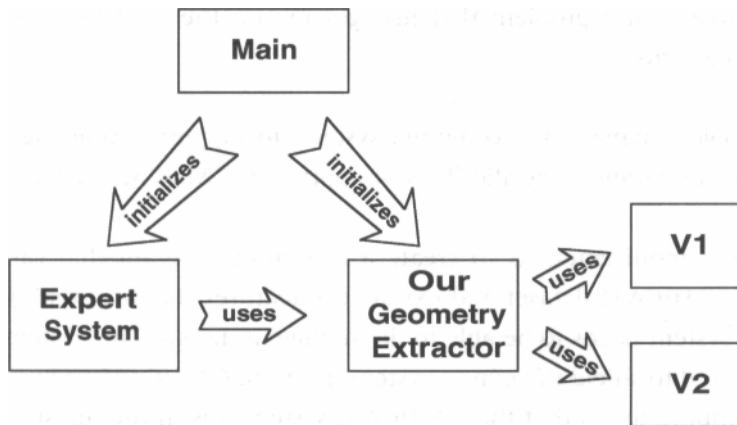 Main
initializes
initializes
Expert
System
uses
Our
Geometry
Extractor
uses
uses
V1
V2